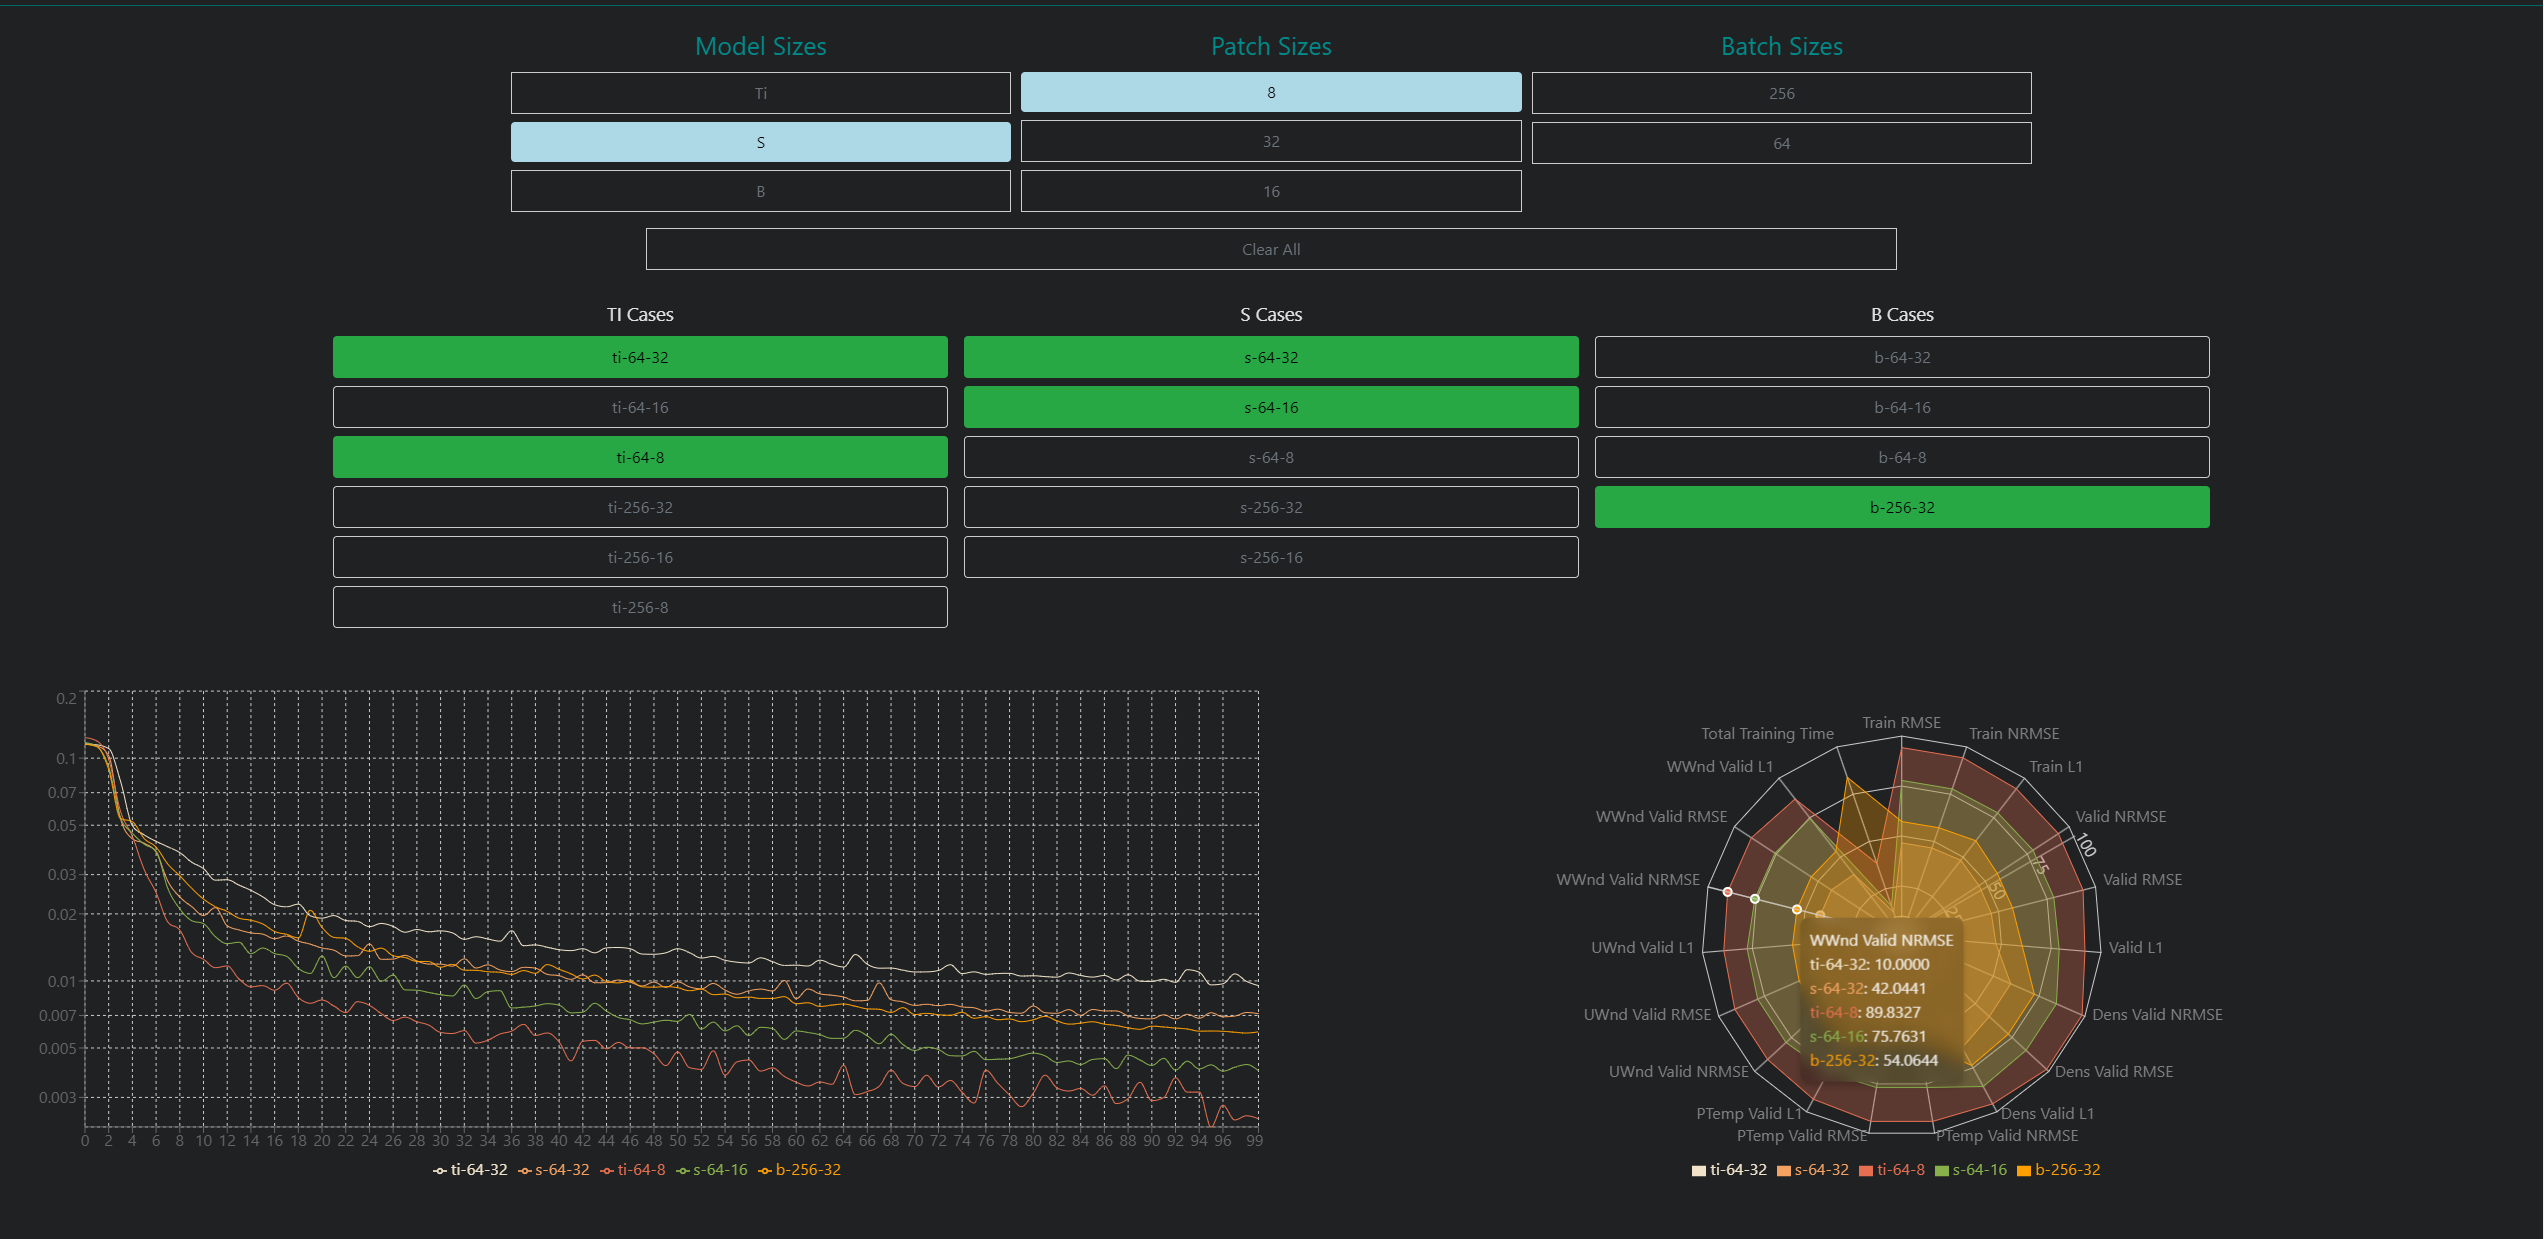 Model Sizes
Patch Sizes
Batch Sizes
Ti
8
256
S
32
64
B
16
Clear All
TI Cases
S Cases
B Cases
ti-64-32
s-64-32
b-64-32
ti-64-16
s-64-16
b-64-16
ti-64-8
s-64-8
b-64-8
ti-256-32
s-256-32
b-256-32
ti-256-16
s-256-16
ti-256-8
0.2
0.1
0.07
0.05
0.03
0.02
0.01
0.007
0.005
0.003
0 2 4 6 8 10 12 14 16 18 20 22 24 26 28 30 32 34 36 38 40 42 44 46 48 50 52 54 56 58 60 62 64 66 68 70 72 74 76 78 80 82 84 86 88 90 92 94 96 99
ti-64-32 s-64-32 ti-64-8 s-64-16 b-256-32
Train RMSE
Train NRMSE
Train L1
Valid NRMSE
Valid RMSE
Valid L1
Dens Valid NRMSE
Dens Valid RMSE
Dens Valid L1
PTemp Valid NRMSE
PTemp Valid RMSE
PTemp Valid L1
UWnd Valid NRMSE
UWnd Valid RMSE
UWnd Valid L1
WWnd Valid NRMSE
WWnd Valid RMSE
WWnd Valid L1
Total Training Time
100
75
50
WWnd Valid NRMSE
ti-64-32: 10.0000
s-64-32: 42.0441
ti-64-8: 89.8327
s-64-16: 75.7631
b-256-32: 54.0644
ti-64-32 s-64-32 ti-64-8 s-64-16 b-256-32